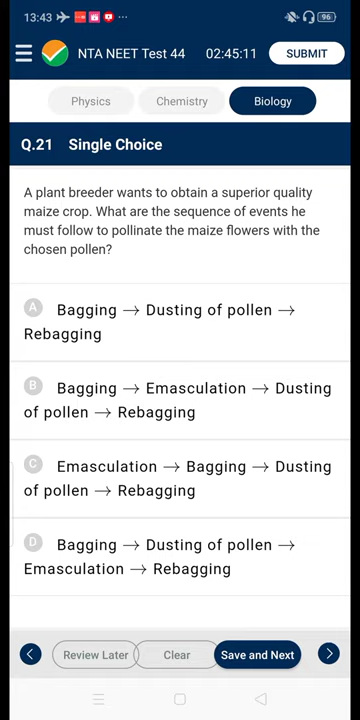 13:43 ... 96
NTA NEET Test 44 02:45:11 SUBMIT
Physics Chemistry Biology
Q.21 Single Choice
A plant breeder wants to obtain a superior quality
maize crop. What are the sequence of events he
must follow to pollinate the maize flowers with the
chosen pollen?
A Bagging → Dusting of pollen →
Rebagging
B Bagging → Emasculation → Dusting
of pollen → Rebagging
C Emasculation → Bagging → Dusting
of pollen → Rebagging
D Bagging → Dusting of pollen →
Emasculation → Rebagging
Review Later Clear Save and Next